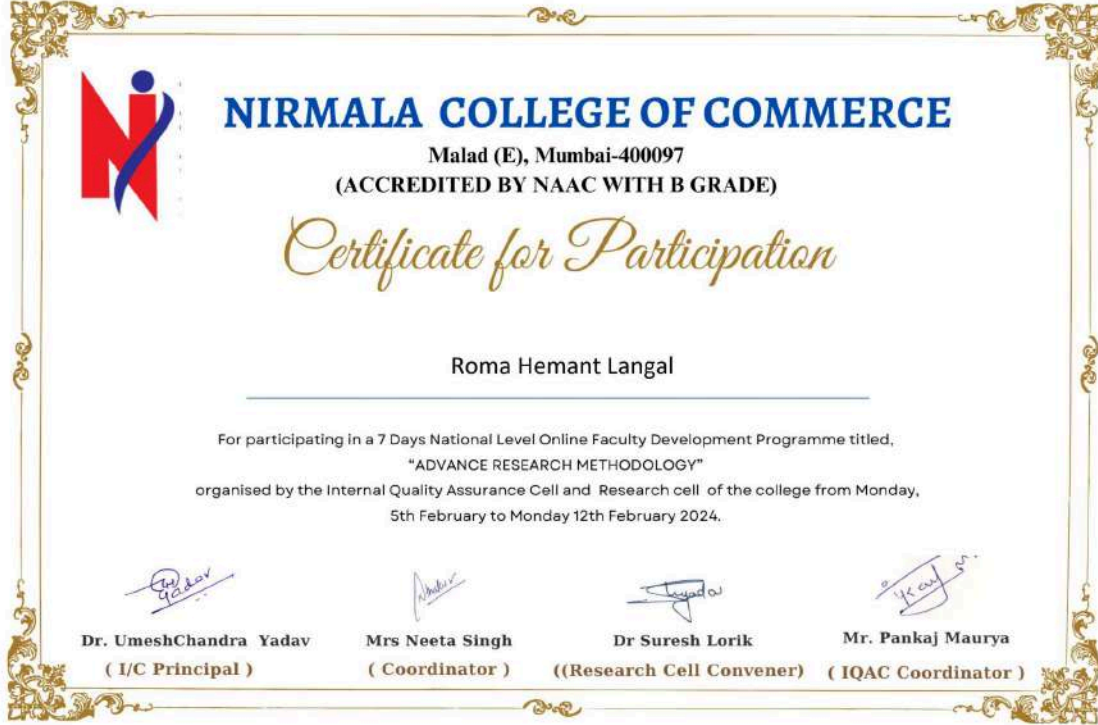 NIRMALA COLLEGE OF COMMERCE
Malad (E), Mumbai-400097
(ACCREDITED BY NAAC WITH B GRADE)
Certificate for Participation
Roma Hemant Langal
For participating in a 7 Days National Level Online Faculty Development Programme titled,
“ADVANCE RESEARCH METHODOLOGY”
organised by the Internal Quality Assurance Cell and Research cell of the college from Monday,
5th February to Monday 12th February 2024.
Dr. UmeshChandra Yadav
( I/C Principal )
Mrs Neeta Singh
( Coordinator )
Dr Suresh Lorik
((Research Cell Convener)
Mr. Pankaj Maurya
( IQAC Coordinator )